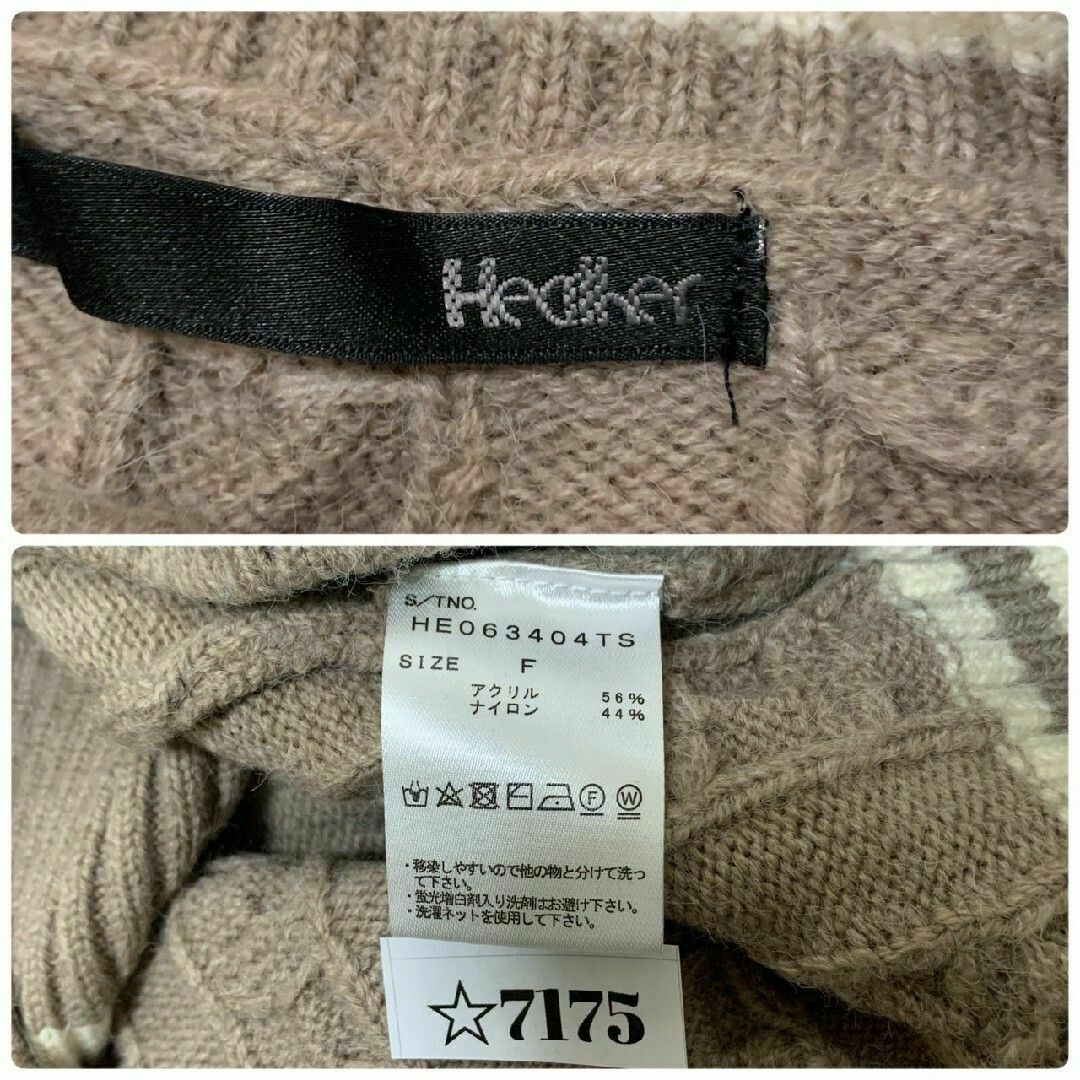 Heather
S/TNO.
HE063404TS
SIZE F
アクリル 56%
ナイロン 44%
F W
・移染しやすいので他の物と分けて洗っ
て下さい。
・蛍光増白剤入り洗剤はお避け下さい。
・洗濯ネットを使用して下さい。
☆7175